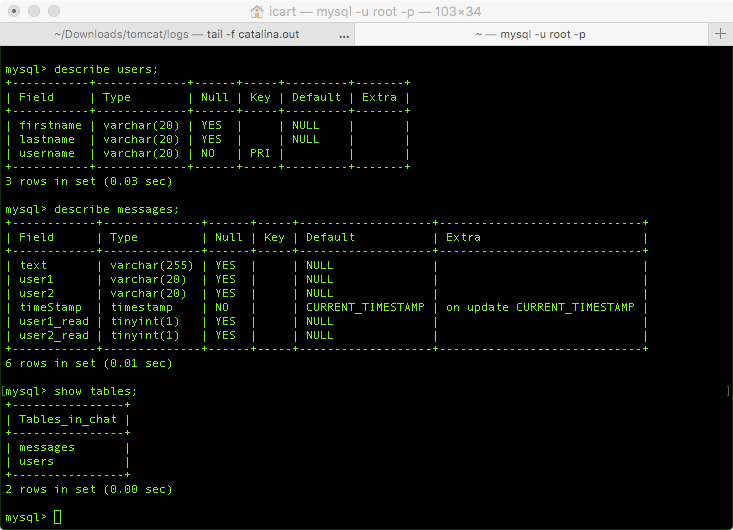 icart — mysql -u root -p — 103×34
~/Downloads/tomcat/logs — tail -f catalina.out ... ~ — mysql -u root -p +
mysql> describe users;
+-----------+-------------+------+-----+---------+-------+
| Field     | Type        | Null | Key | Default | Extra |
+-----------+-------------+------+-----+---------+-------+
| firstname | varchar(20) | YES  |     | NULL    |       |
| lastname  | varchar(20) | YES  |     | NULL    |       |
| username  | varchar(20) | NO   | PRI |         |       |
+-----------+-------------+------+-----+---------+-------+
3 rows in set (0.03 sec)
mysql> describe messages;
+------------+--------------+------+-----+-------------------+-----------------------------+
| Field      | Type         | Null | Key | Default           | Extra                       |
+------------+--------------+------+-----+-------------------+-----------------------------+
| text       | varchar(255) | YES  |     | NULL              |                             |
| user1      | varchar(20)  | YES  |     | NULL              |                             |
| user2      | varchar(20)  | YES  |     | NULL              |                             |
| timeStamp  | timestamp    | NO   |     | CURRENT_TIMESTAMP | on update CURRENT_TIMESTAMP |
| user1_read | tinyint(1)   | YES  |     | NULL              |                             |
| user2_read | tinyint(1)   | YES  |     | NULL              |                             |
+------------+--------------+------+-----+-------------------+-----------------------------+
6 rows in set (0.01 sec)
[mysql> show tables; ]
+----------------+
| Tables_in_chat |
+----------------+
| messages       |
| users          |
+----------------+
2 rows in set (0.00 sec)
mysql>